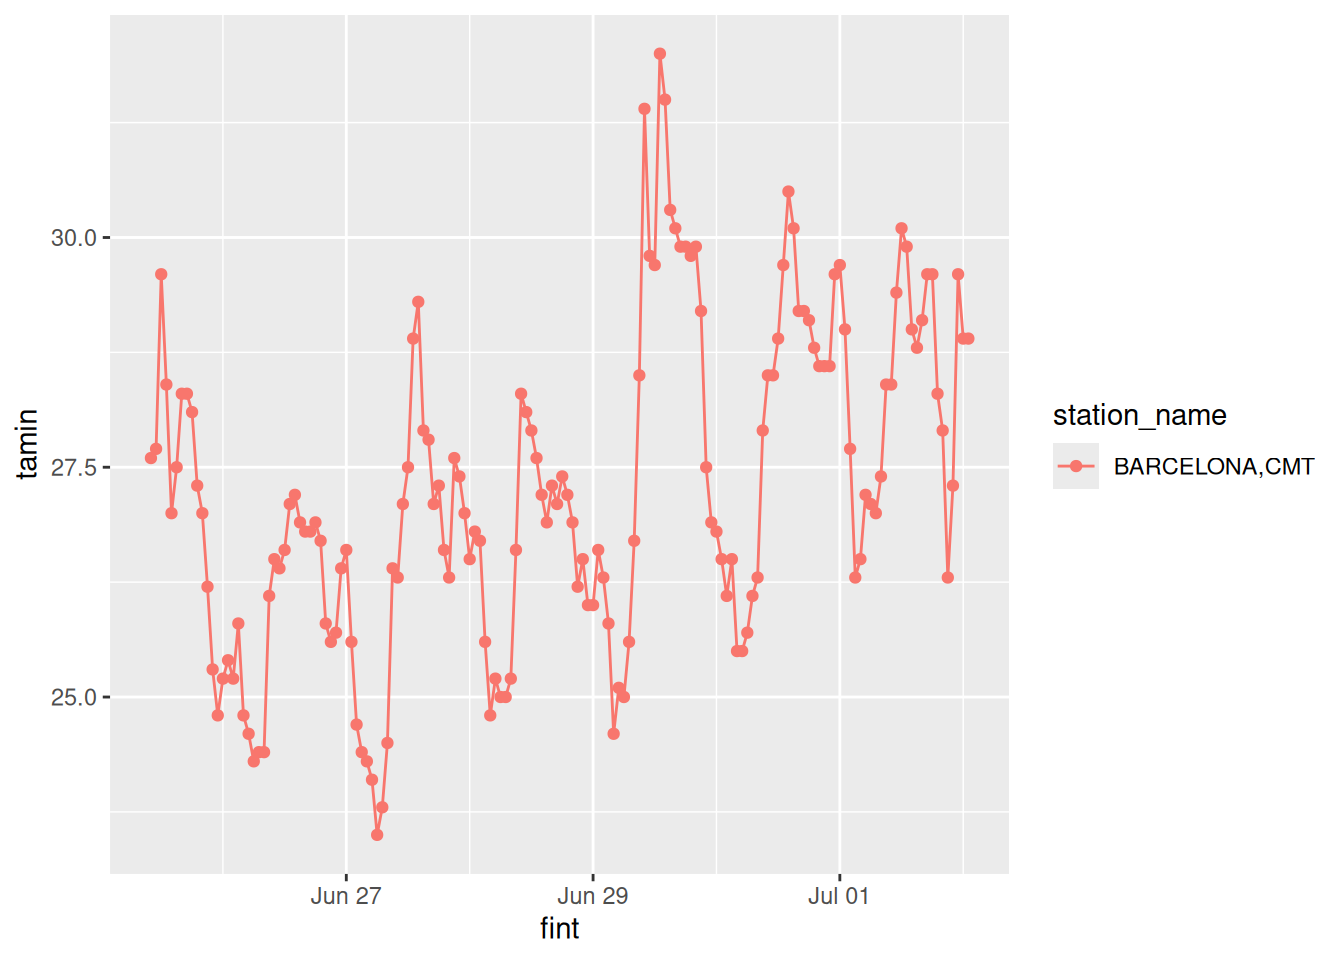 30.0
27.5
25.0
tamin
Jun 27
Jun 29
Jul 01
fint
station_name
BARCELONA,CMT